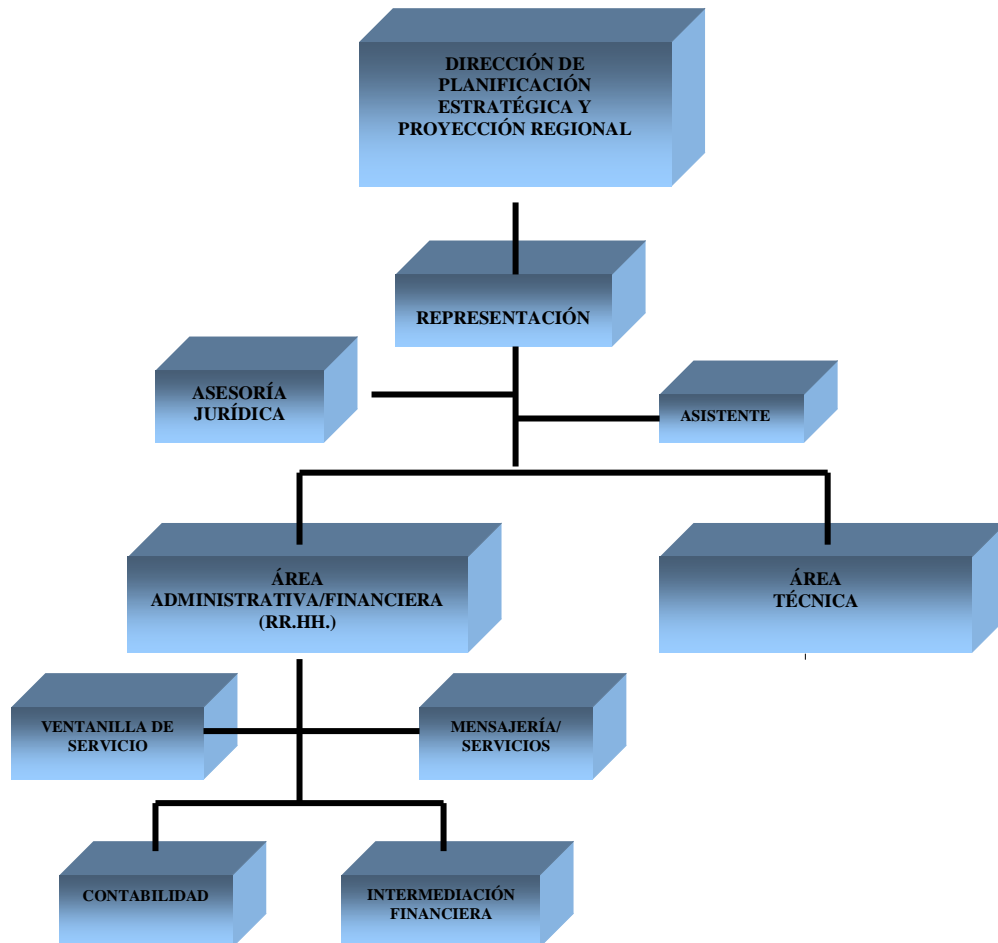 DIRECCIÓN DE
PLANIFICACIÓN
ESTRATÉGICA Y
PROYECCIÓN REGIONAL
REPRESENTACIÓN
ASESORÍA
JURÍDICA
ASISTENTE
ÁREA
ADMINISTRATIVA/FINANCIERA
(RR.HH.)
ÁREA
TÉCNICA
VENTANILLA DE
SERVICIO
MENSAJERÍA/
SERVICIOS
CONTABILIDAD
INTERMEDIACIÓN
FINANCIERA